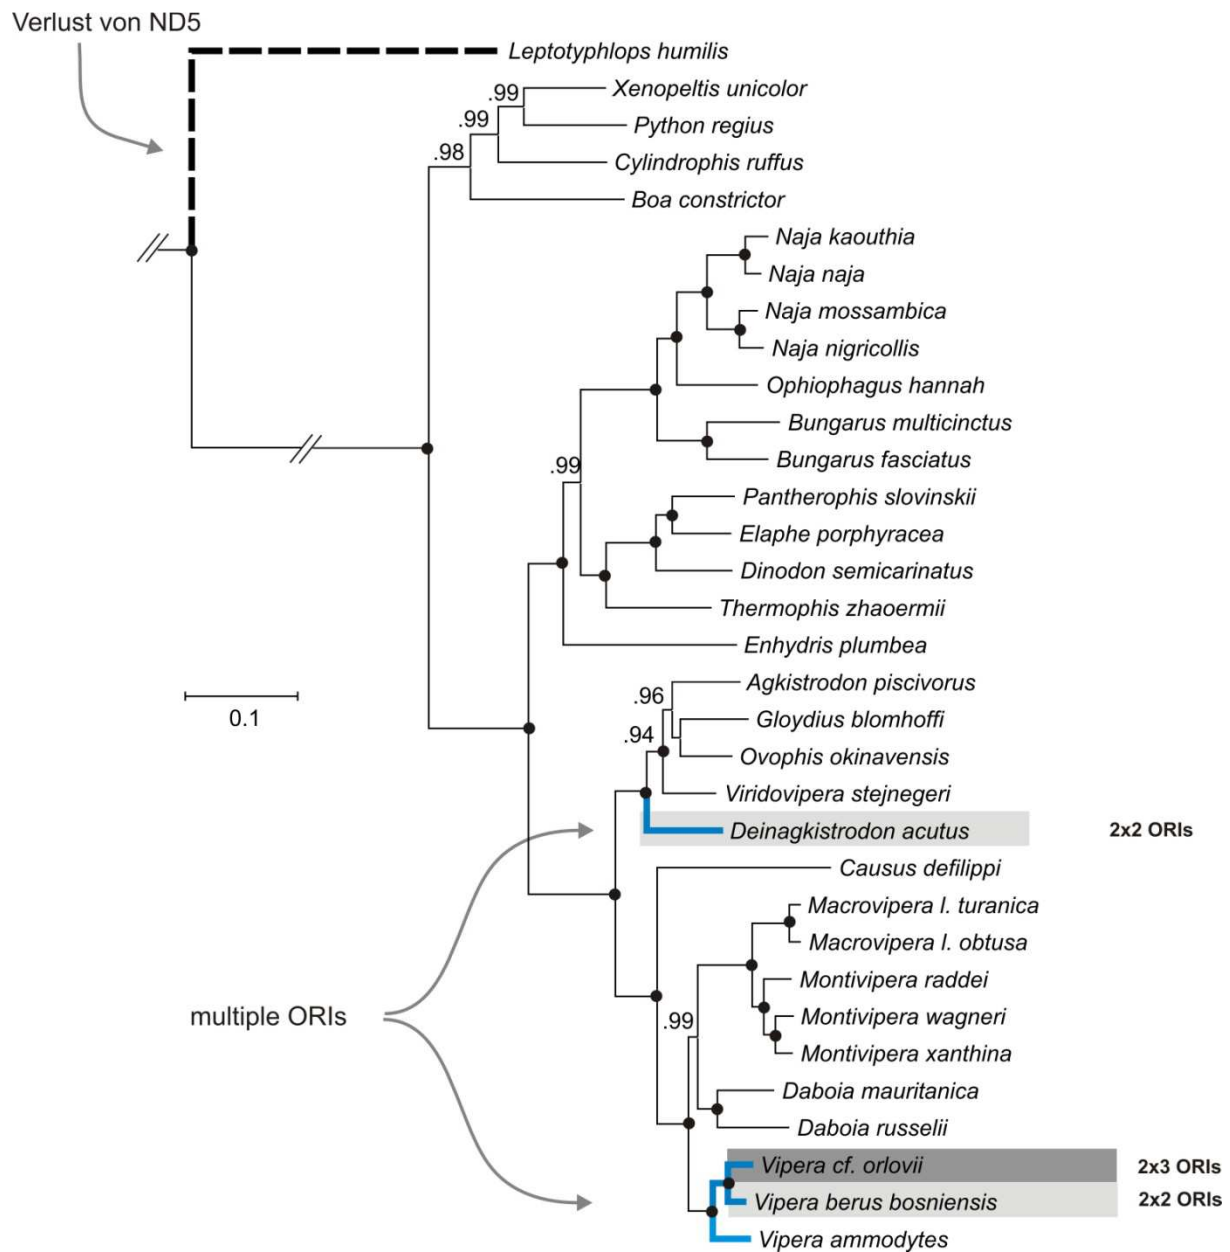 Verlust von ND5
Leptotyphlops humilis
.99
Xenopeltis unicolor
.99
Python regius
.98
Cylindrophis ruffus
Boa constrictor
Naja kaouthia
Naja naja
Naja mossambica
Naja nigricollis
Ophiophagus hannah
Bungarus multicinctus
.99
Bungarus fasciatus
Pantherophis slovinskii
Elaphe porphyracea
Dinodon semicarinatus
Thermophis zhaoermii
Enhydris plumbea
0.1
.96
Agkistrodon piscivorus
Gloydius blomhoffi
.94
Ovophis okinavensis
Viridovipera stejnegeri
Deinagkistrodon acutus 2x2 ORIs
Causus defilippi
Macrovipera l. turanica
Macrovipera l. obtusa
Montivipera raddei
multiple ORIs
.99
Montivipera wagneri
Montivipera xanthina
Daboia mauritanica
Daboia russelii
Vipera cf. orlovii 2x3 ORIs
Vipera berus bosniensis 2x2 ORIs
Vipera ammodytes